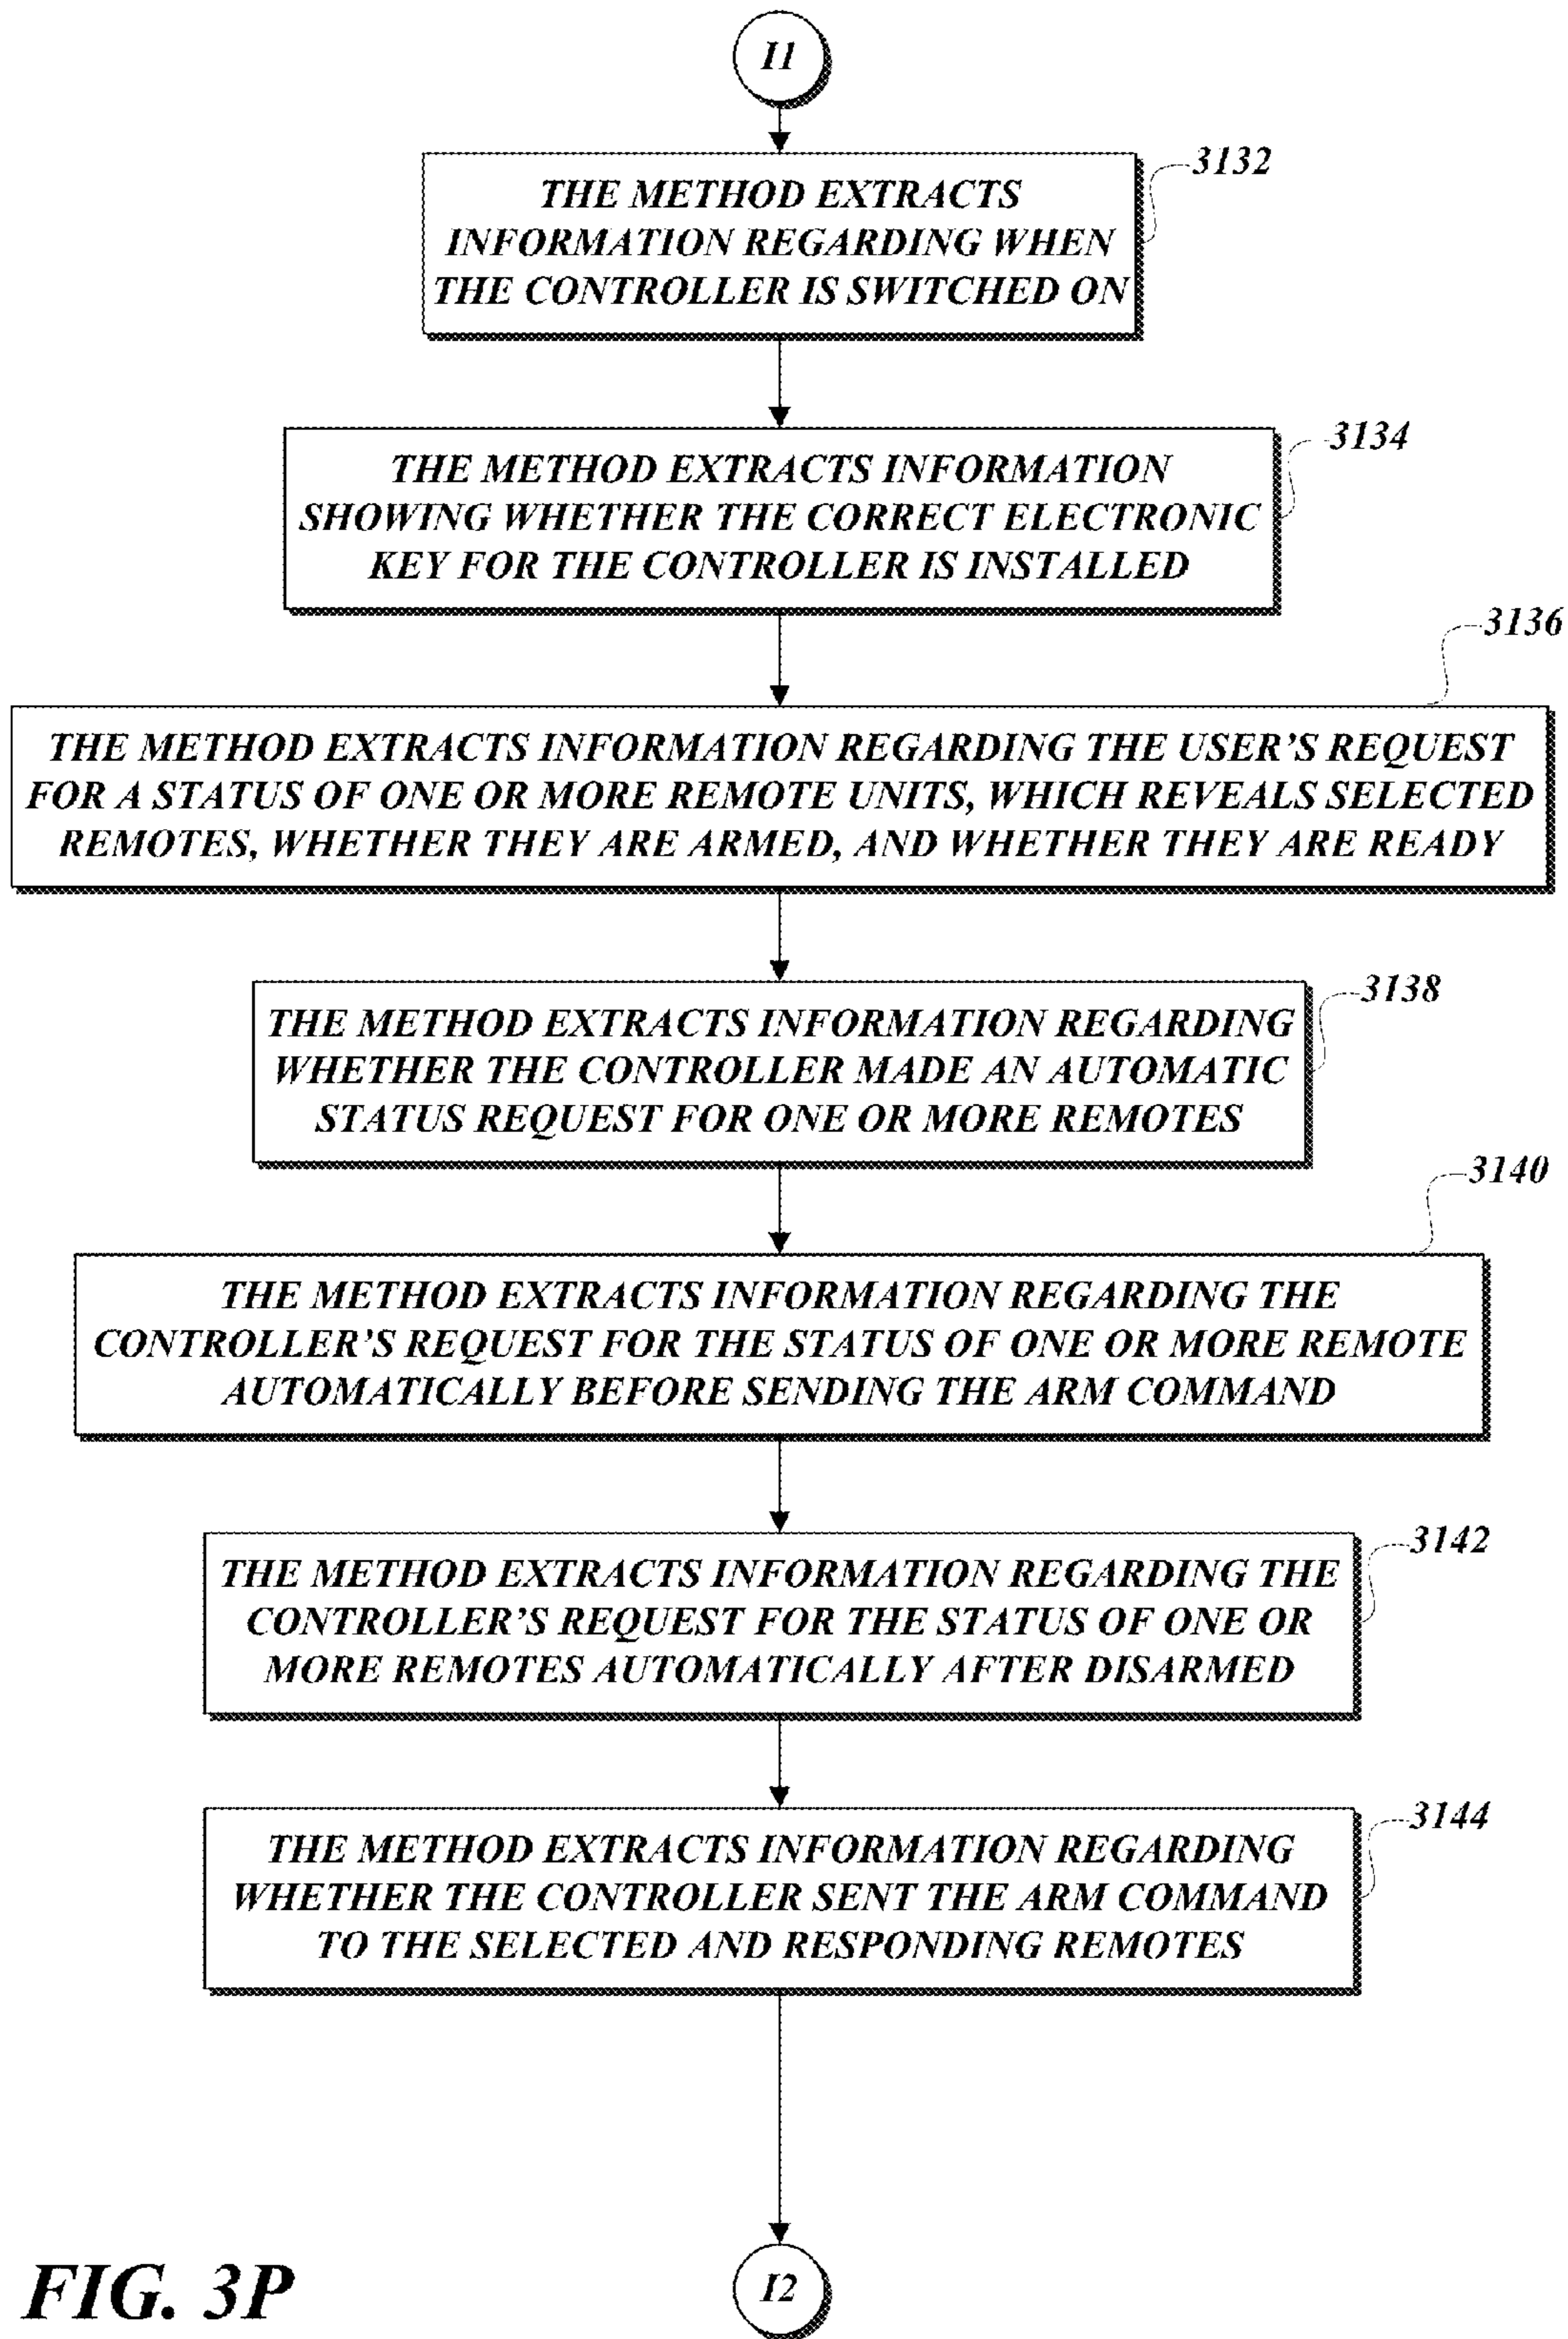 I1
3132
THE METHOD EXTRACTS
INFORMATION REGARDING WHEN
THE CONTROLLER IS SWITCHED ON
3134
THE METHOD EXTRACTS INFORMATION
SHOWING WHETHER THE CORRECT ELECTRONIC
KEY FOR THE CONTROLLER IS INSTALLED
3136
THE METHOD EXTRACTS INFORMATION REGARDING THE USER'S REQUEST
FOR A STATUS OF ONE OR MORE REMOTE UNITS, WHICH REVEALS SELECTED
REMOTES, WHETHER THEY ARE ARMED, AND WHETHER THEY ARE READY
3138
THE METHOD EXTRACTS INFORMATION REGARDING
WHETHER THE CONTROLLER MADE AN AUTOMATIC
STATUS REQUEST FOR ONE OR MORE REMOTES
3140
THE METHOD EXTRACTS INFORMATION REGARDING THE
CONTROLLER'S REQUEST FOR THE STATUS OF ONE OR MORE REMOTE
AUTOMATICALLY BEFORE SENDING THE ARM COMMAND
3142
THE METHOD EXTRACTS INFORMATION REGARDING THE
CONTROLLER'S REQUEST FOR THE STATUS OF ONE OR
MORE REMOTES AUTOMATICALLY AFTER DISARMED
3144
THE METHOD EXTRACTS INFORMATION REGARDING
WHETHER THE CONTROLLER SENT THE ARM COMMAND
TO THE SELECTED AND RESPONDING REMOTES
I2
FIG. 3P